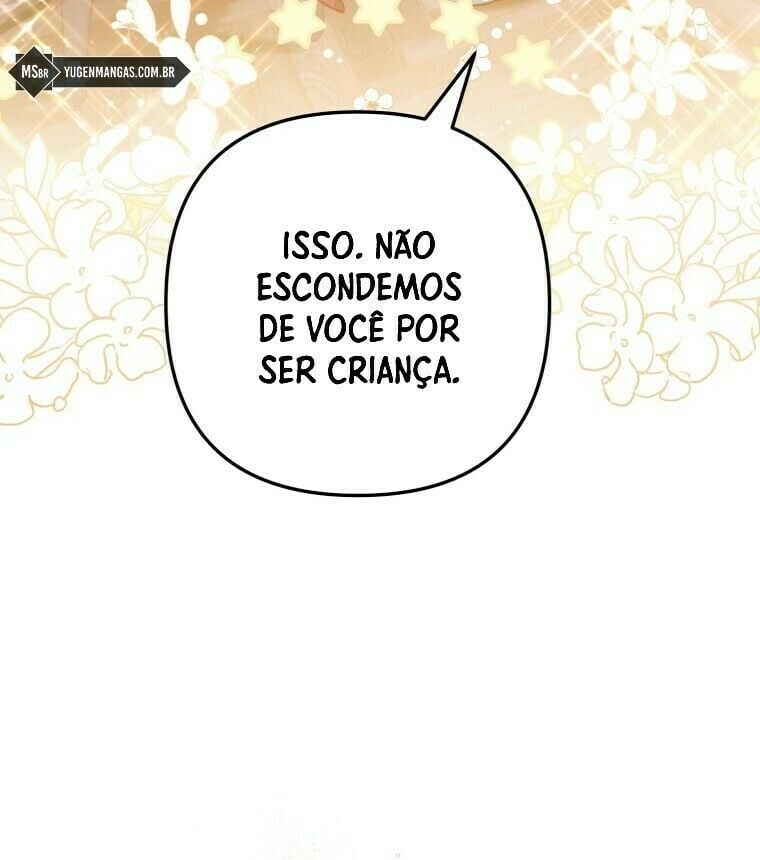 MSBR
YUGENMANGAS.COM.BR
ISSO. NÃO
ESCONDEMOS
DE VOCÊ POR
SER CRIANÇA.